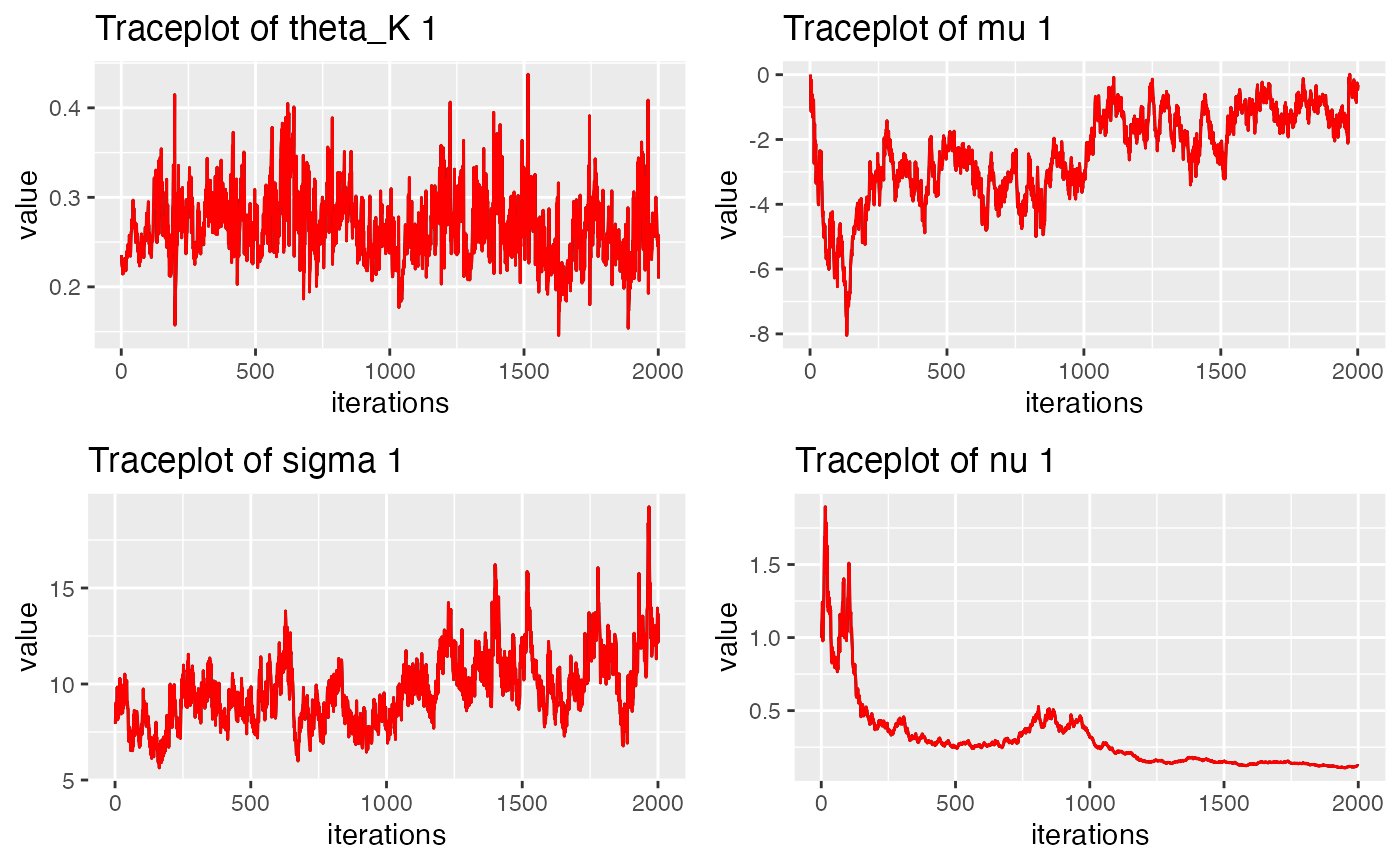 Traceplot of theta_K 1
value
0.4
0.3
0.2
0 500 1000 1500 2000
iterations
Traceplot of mu 1
value
0
-2
-4
-6
-8
0 500 1000 1500 2000
iterations
Traceplot of sigma 1
value
15
10
5
0 500 1000 1500 2000
iterations
Traceplot of nu 1
value
1.5
1.0
0.5
0 500 1000 1500 2000
iterations